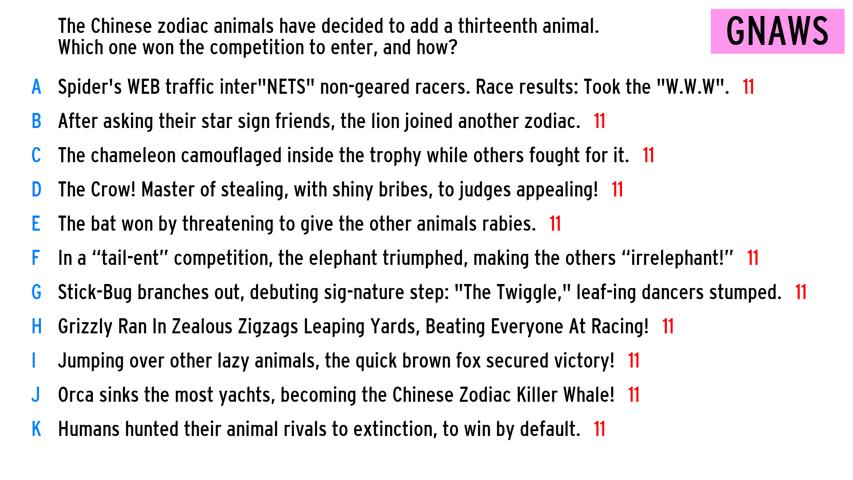 The Chinese zodiac animals have decided to add a thirteenth animal.
Which one won the competition to enter, and how?
GNAWS
A Spider's WEB traffic inter"NETS" non-geared racers. Race results: Took the "W.W.W". 11
B After asking their star sign friends, the lion joined another zodiac. 11
C The chameleon camouflaged inside the trophy while others fought for it. 11
D The Crow! Master of stealing, with shiny bribes, to judges appealing! 11
E The bat won by threatening to give the other animals rabies. 11
F In a “tail-ent” competition, the elephant triumphed, making the others “irrelephant!” 11
G Stick-Bug branches out, debuting sig-nature step: "The Twiggle," leaf-ing dancers stumped. 11
H Grizzly Ran In Zealous Zigzags Leaping Yards, Beating Everyone At Racing! 11
I Jumping over other lazy animals, the quick brown fox secured victory! 11
J Orca sinks the most yachts, becoming the Chinese Zodiac Killer Whale! 11
K Humans hunted their animal rivals to extinction, to win by default. 11